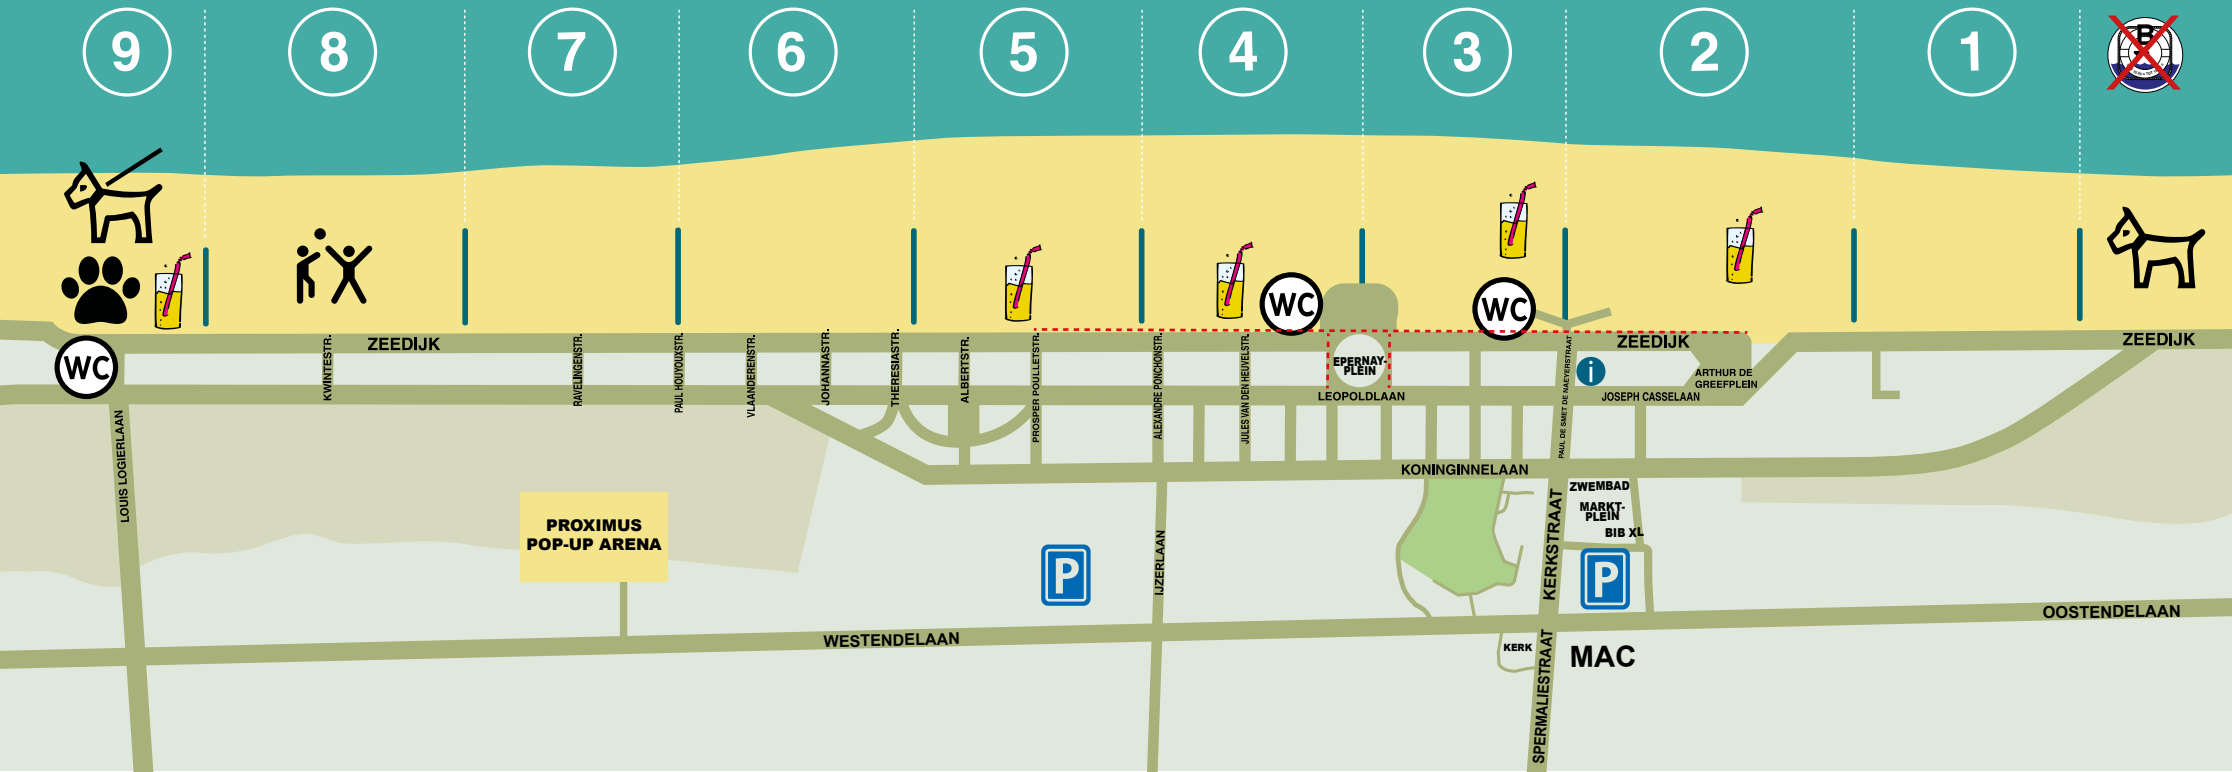 9
8
7
6
5
4
3
2
1
B
WC
WC
WC
ZEEDIJK
ZEEDIJK
ZEEDIJK
KWINTESTR.
RAVELINGENSTR.
PAUL HOUYOUXSTR.
VLAANDERENSTR.
JOHANNASTR.
THERESIASTR.
ALBERTSTR.
PROSPER POULLETSTR.
ALEXANDRE PONCHONSTR.
JULES VAN DEN HEUVELSTR.
EPERNAY-
PLEIN
LEOPOLDLAAN
PAUL DE SMET DE NAEYERSTRAAT
i
ARTHUR DE
GREEFPLEIN
JOSEPH CASSELAAN
LOUIS LOGIERLAAN
KONINGINNELAAN
PROXIMUS
POP-UP ARENA
P
IJZERLAAN
KERKSTRAAT
ZWEMBAD
MARKT-
PLEIN
BIB XL
P
WESTENDELAAN
OOSTENDELAAN
KERK
SPERMALIESTRAAT
MAC